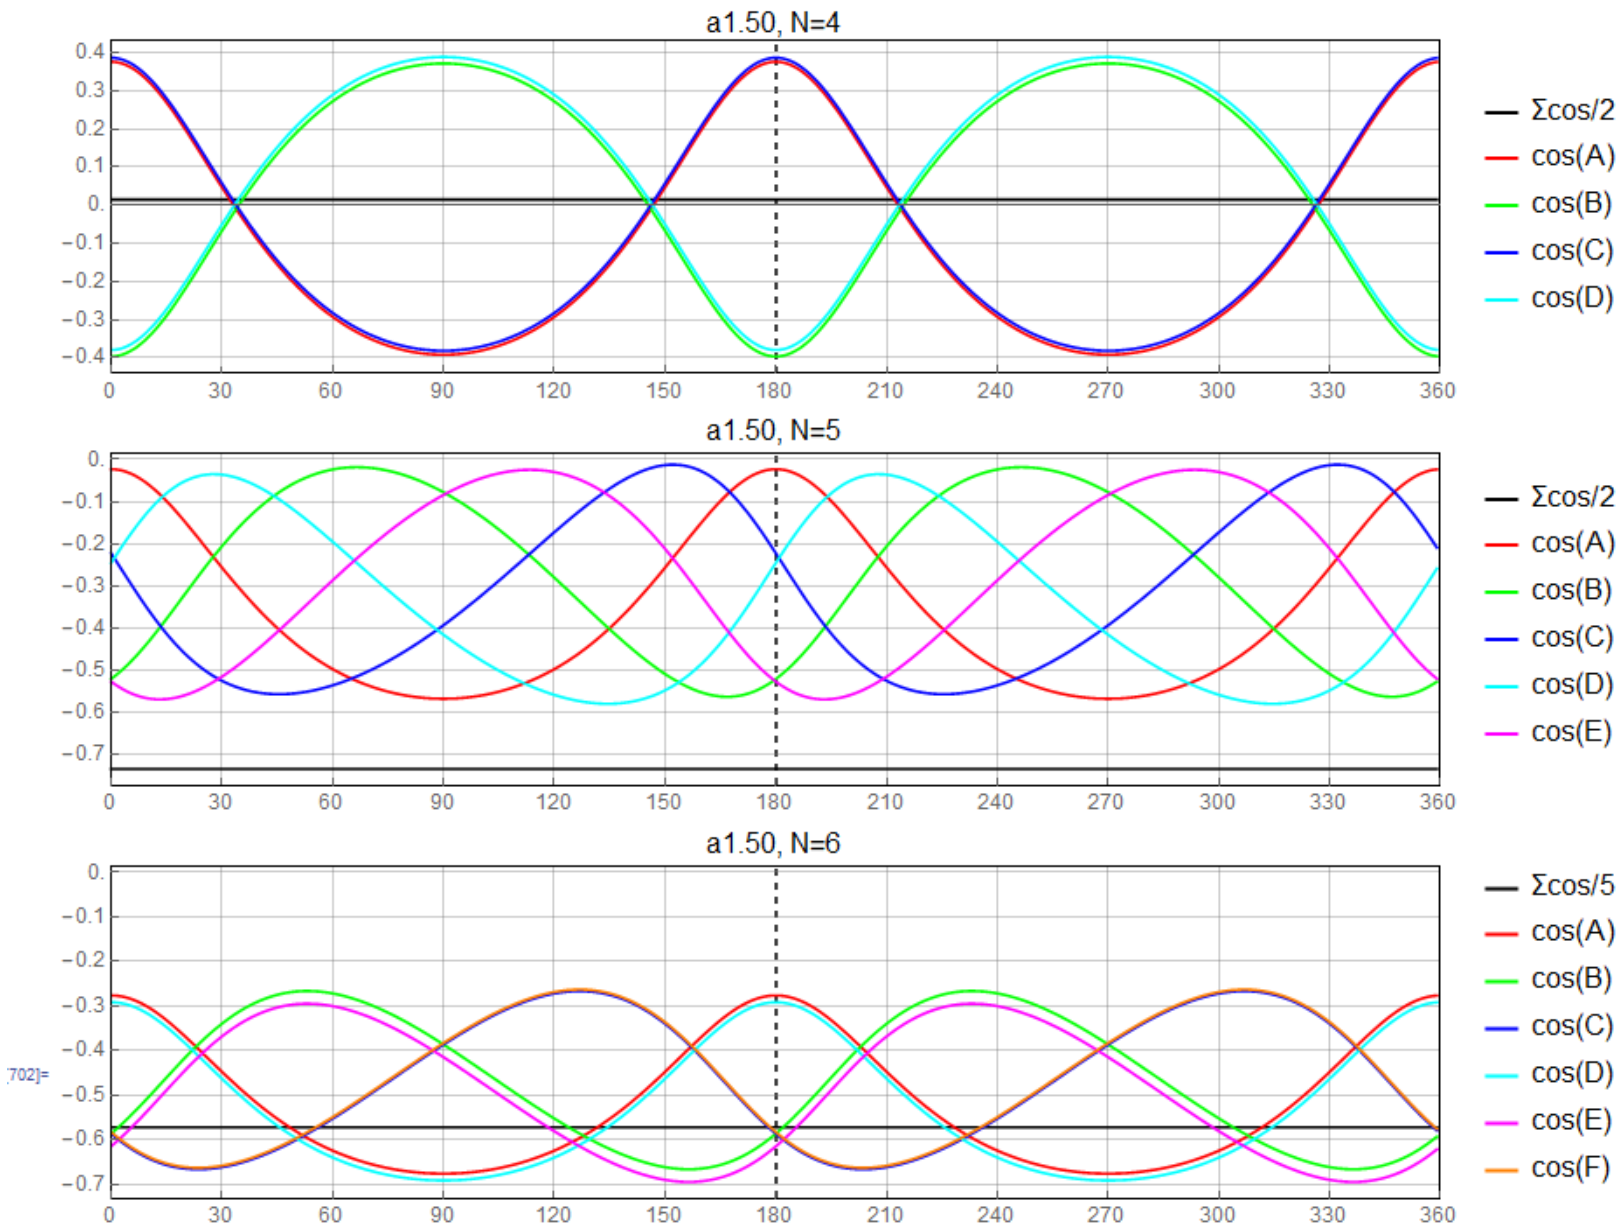 a1.50, N=4
0.4
0.3
0.2
0.1
0.
−0.1
−0.2
−0.3
−0.4
0 30 60 90 120 150 180 210 240 270 300 330 360
Σcos/2
cos(A)
cos(B)
cos(C)
cos(D)
a1.50, N=5
0.
−0.1
−0.2
−0.3
−0.4
−0.5
−0.6
−0.7
0 30 60 90 120 150 180 210 240 270 300 330 360
Σcos/2
cos(A)
cos(B)
cos(C)
cos(D)
cos(E)
a1.50, N=6
0.
−0.1
−0.2
−0.3
−0.4
−0.5
−0.6
−0.7
0 30 60 90 120 150 180 210 240 270 300 330 360
Σcos/5
cos(A)
cos(B)
cos(C)
cos(D)
cos(E)
cos(F)
702]=